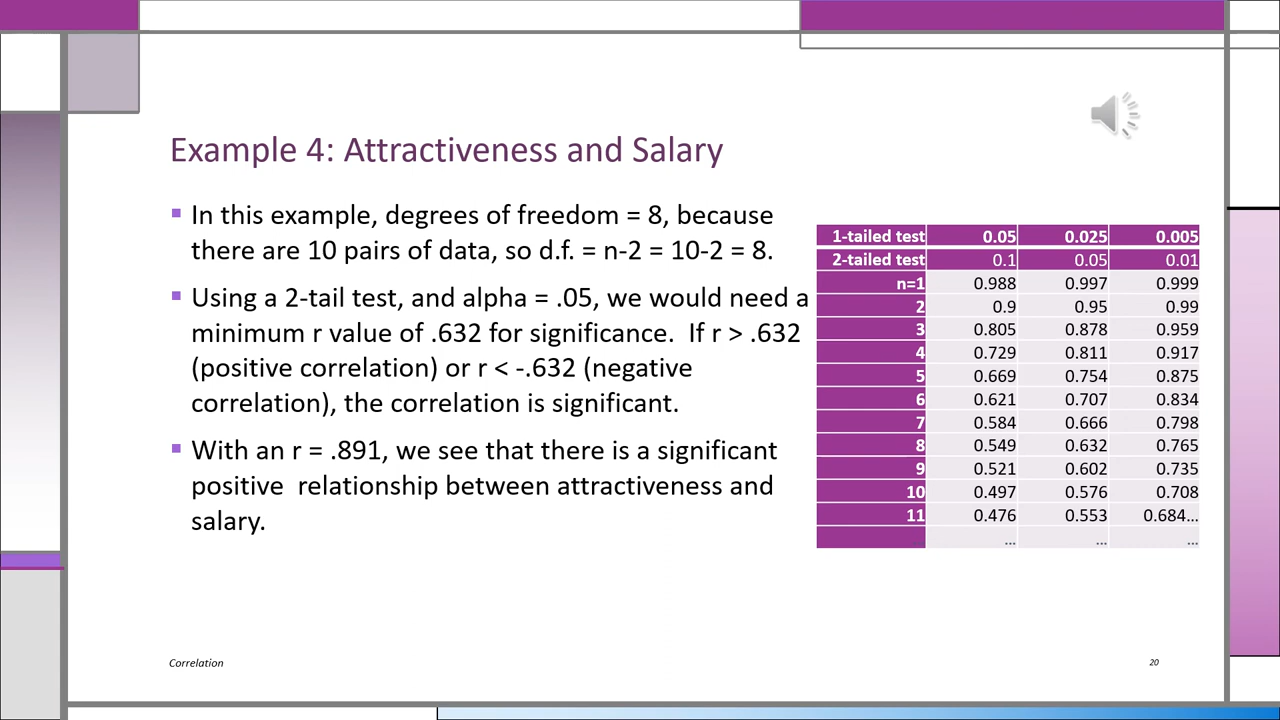 Example 4: Attractiveness and Salary
▪ In this example, degrees of freedom = 8, because
there are 10 pairs of data, so d.f. = n-2 = 10-2 = 8.
▪ Using a 2-tail test, and alpha = .05, we would need a
minimum r value of .632 for significance.  If r > .632
(positive correlation) or r < -.632 (negative
correlation), the correlation is significant.
▪ With an r = .891, we see that there is a significant
positive  relationship between attractiveness and
salary.
1-tailed test 0.05 0.025 0.005
2-tailed test 0.1 0.05 0.01
n=1 0.988 0.997 0.999
2 0.9 0.95 0.99
3 0.805 0.878 0.959
4 0.729 0.811 0.917
5 0.669 0.754 0.875
6 0.621 0.707 0.834
7 0.584 0.666 0.798
8 0.549 0.632 0.765
9 0.521 0.602 0.735
10 0.497 0.576 0.708
11 0.476 0.553 0.684...
... ... ...
Correlation
20